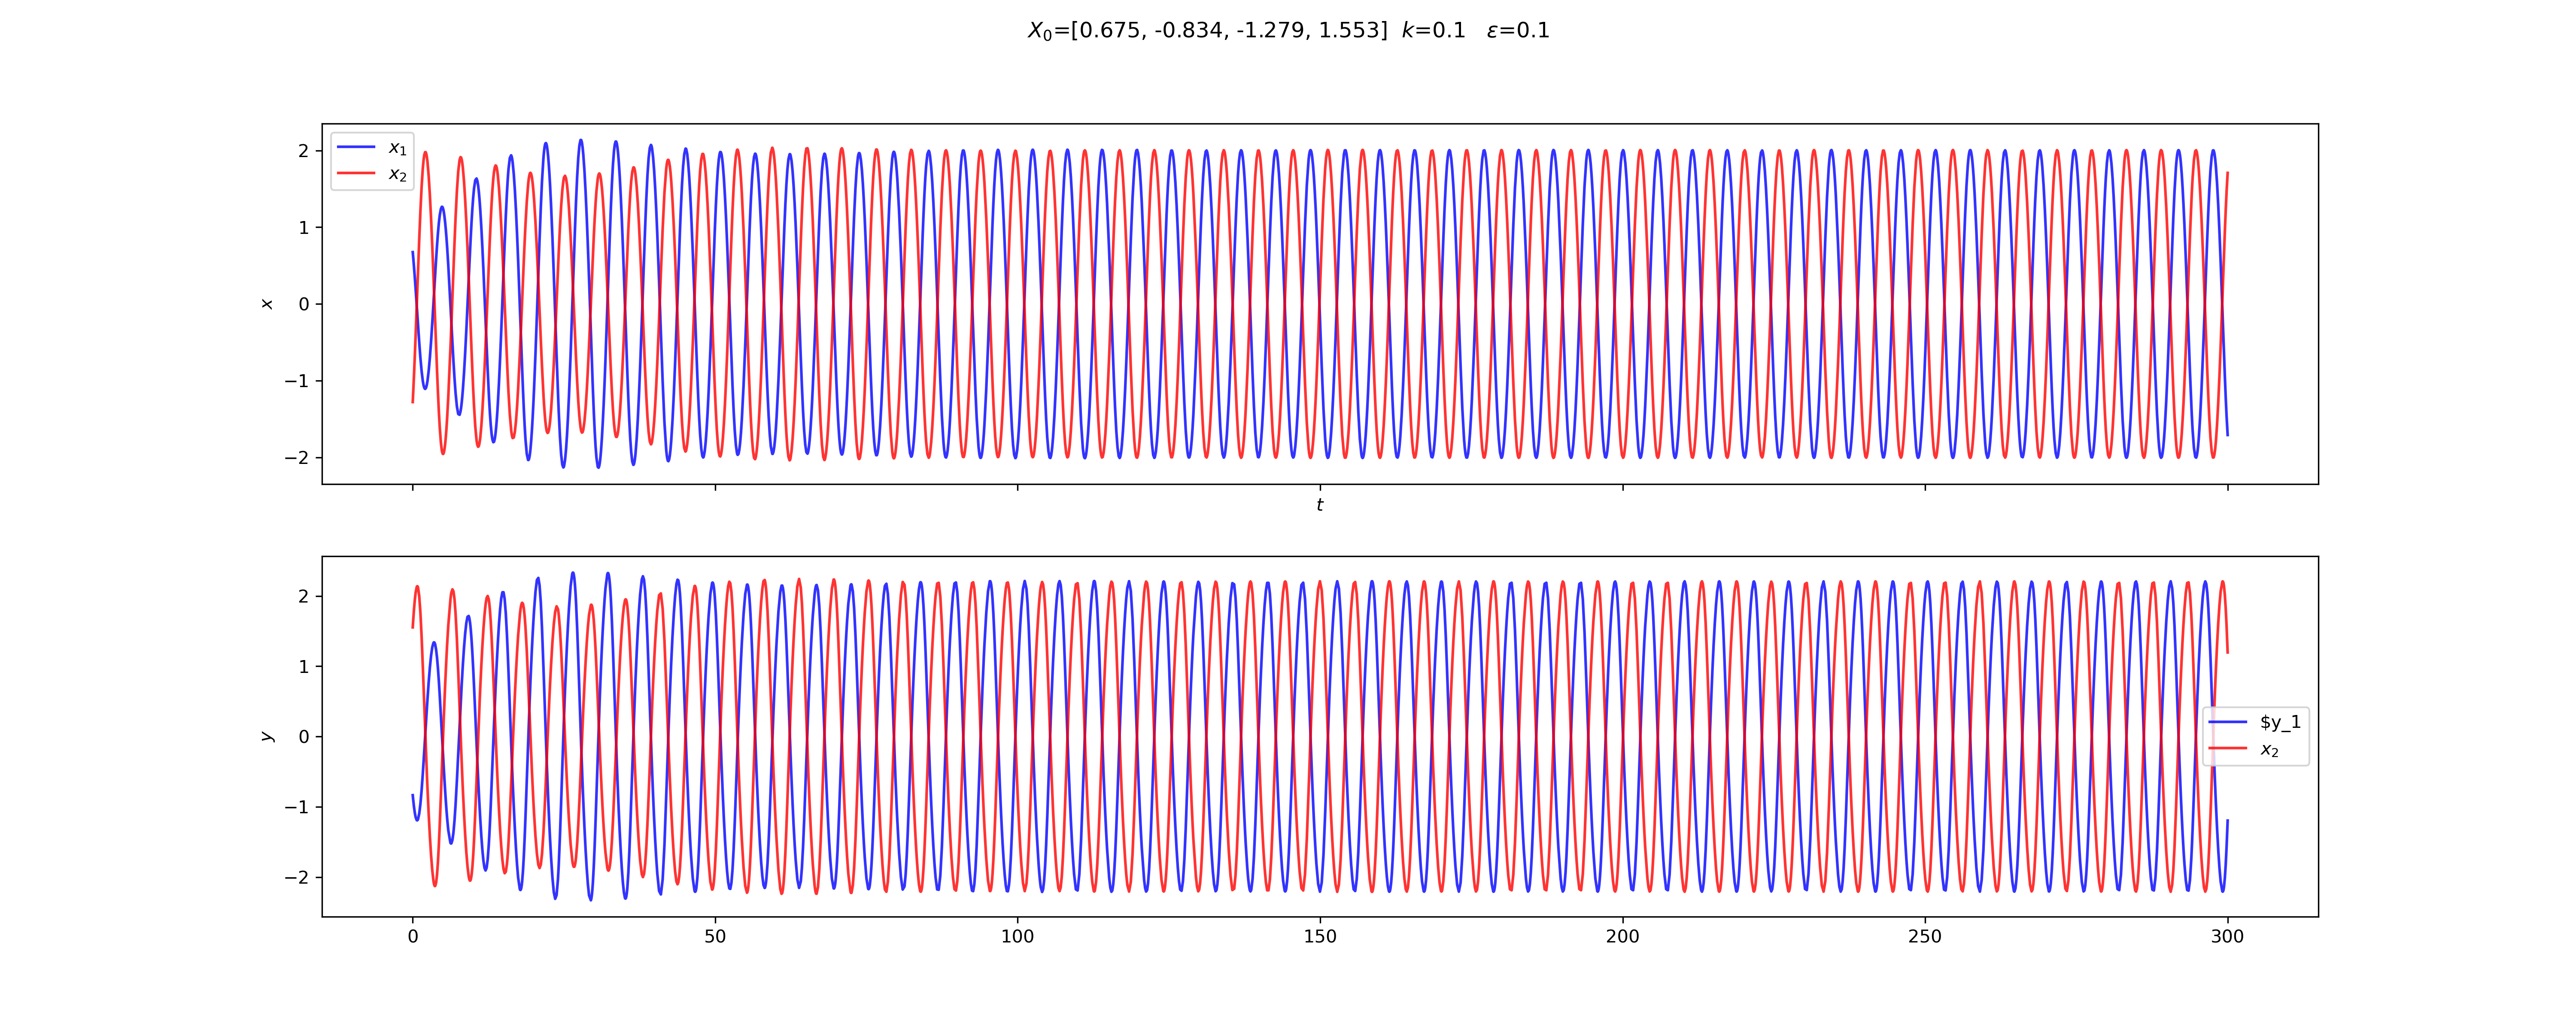 X₀=[0.675, -0.834, -1.279, 1.553] k=0.1 ε=0.1
x₁
x₂
2
1
0
−1
−2
x
t
$y_1
x₂
2
1
0
−1
−2
y
0 50 100 150 200 250 300